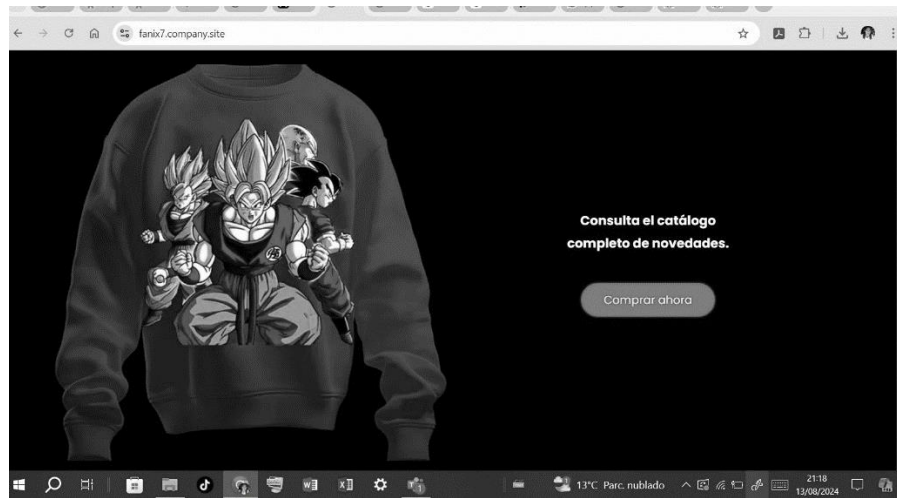 fanix7.company.site
Consulta el catálogo
completo de novedades.
Comprar ahora
13°C Parc. nublado
21:18
13/08/2024